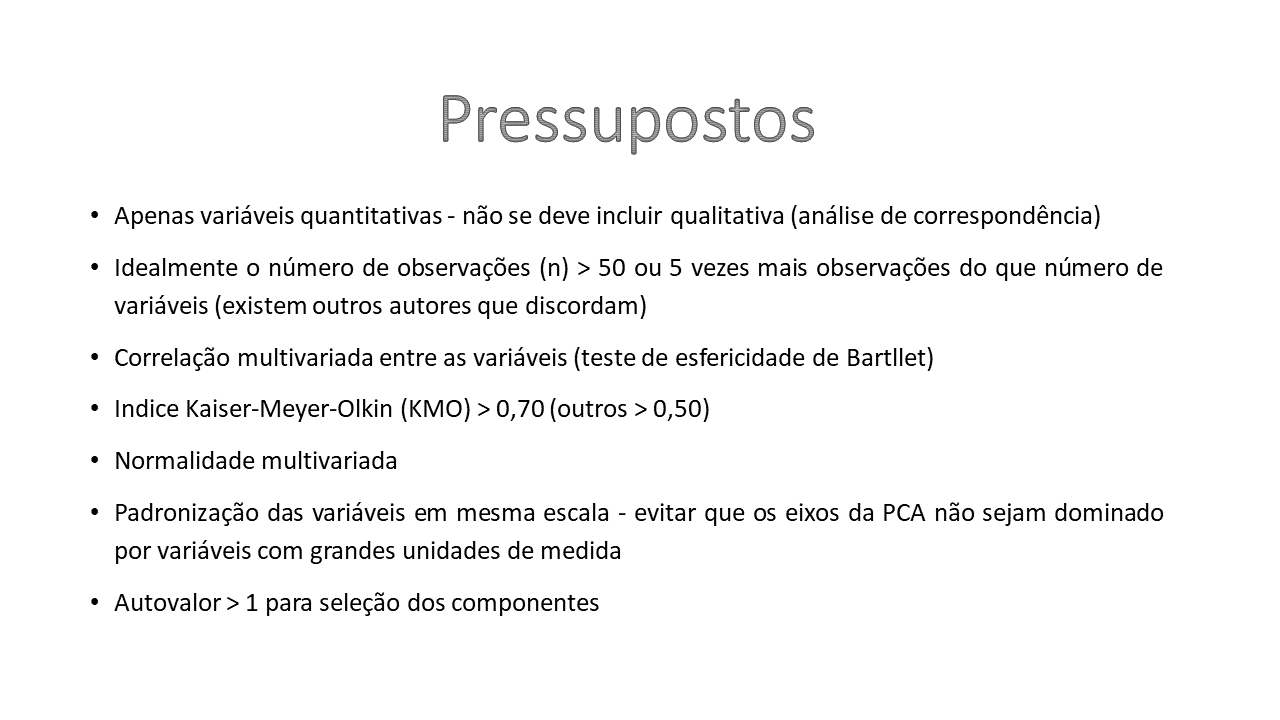 Pressupostos
• Apenas variáveis quantitativas - não se deve incluir qualitativa (análise de correspondência)
• Idealmente o número de observações (n) > 50 ou 5 vezes mais observações do que número de
variáveis (existem outros autores que discordam)
• Correlação multivariada entre as variáveis (teste de esfericidade de Bartllet)
• Indice Kaiser-Meyer-Olkin (KMO) > 0,70 (outros > 0,50)
• Normalidade multivariada
• Padronização das variáveis em mesma escala - evitar que os eixos da PCA não sejam dominado
por variáveis com grandes unidades de medida
• Autovalor > 1 para seleção dos componentes